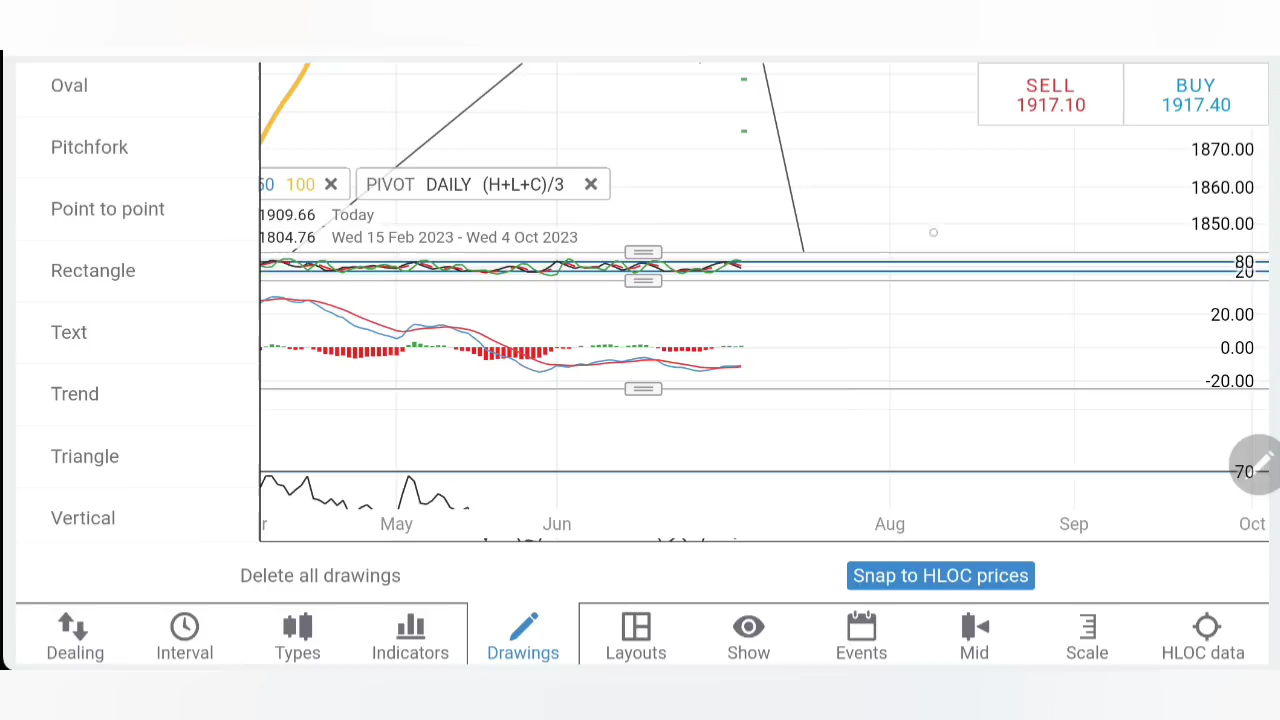 Oval
Pitchfork
Point to point
Rectangle
Text
Trend
Triangle
Vertical
SELL
1917.10
BUY
1917.40
1870.00
1860.00
1850.00
100 PIVOT DAILY (H+L+C)/3
1909.66 Today
1804.76 Wed 15 Feb 2023 - Wed 4 Oct 2023
80
20
20.00
0.00
-20.00
70
May Jun Aug Sep Oct
Delete all drawings Snap to HLOC prices
Dealing Interval Types Indicators Drawings Layouts Show Events Mid Scale HLOC data